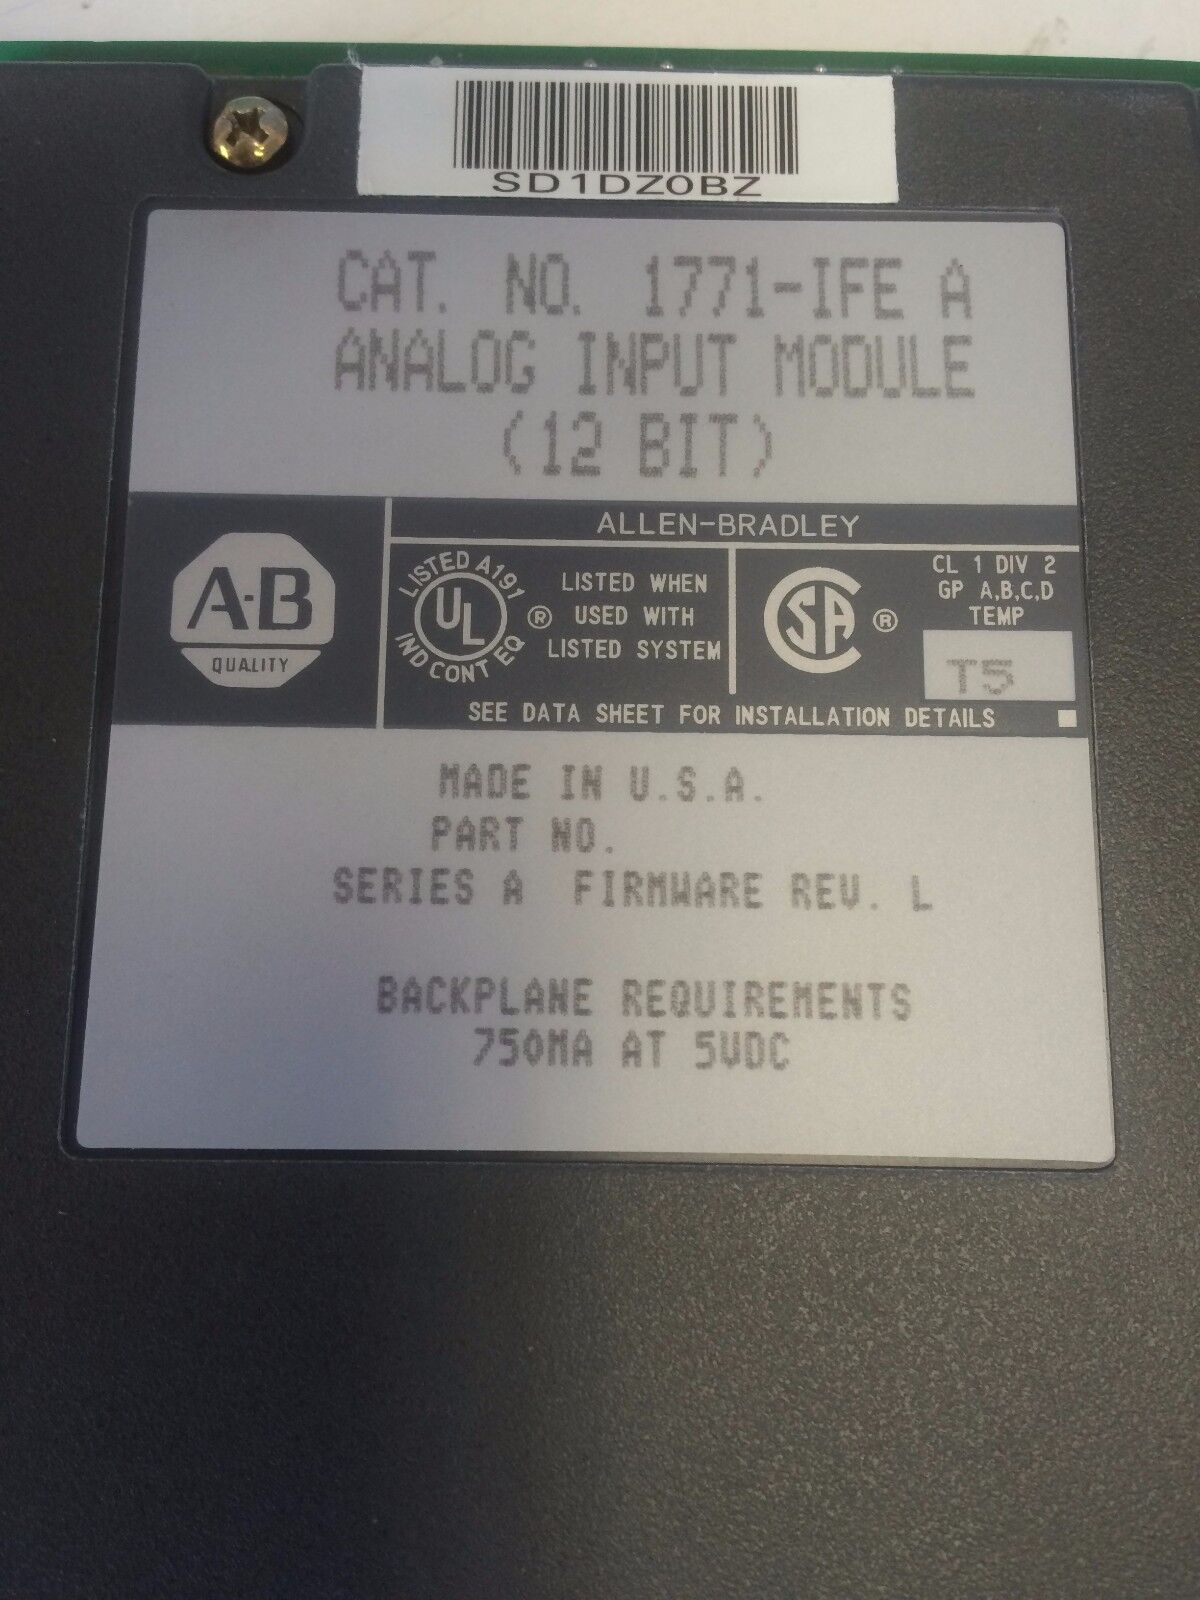 SD1DZ0BZ
CAT. NO. 1771-IFE A
ANALOG INPUT MODULE
(12 BIT)
ALLEN-BRADLEY
A-B
QUALITY
LISTED A191
UL
IND CONT EQ
®
LISTED WHEN
USED WITH
LISTED SYSTEM
SA ®
CL 1 DIV 2
GP A,B,C,D
TEMP
T5
SEE DATA SHEET FOR INSTALLATION DETAILS
MADE IN U.S.A.
PART NO.
SERIES A FIRMWARE REV. L
BACKPLANE REQUIREMENTS
750MA AT 5VDC